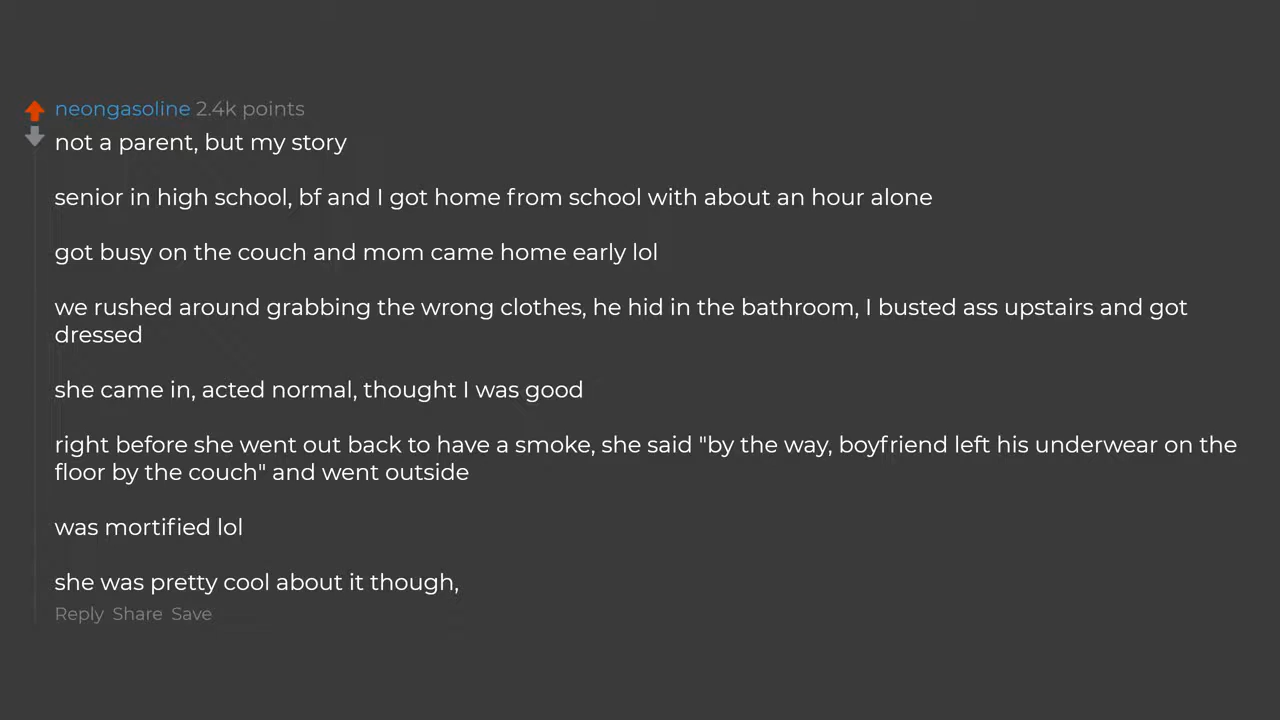 neongasoline 2.4k points
not a parent, but my story
senior in high school, bf and I got home from school with about an hour alone
got busy on the couch and mom came home early lol
we rushed around grabbing the wrong clothes, he hid in the bathroom, I busted ass upstairs and got
dressed
she came in, acted normal, thought I was good
right before she went out back to have a smoke, she said "by the way, boyfriend left his underwear on the
floor by the couch" and went outside
was mortified lol
she was pretty cool about it though,
Reply Share Save